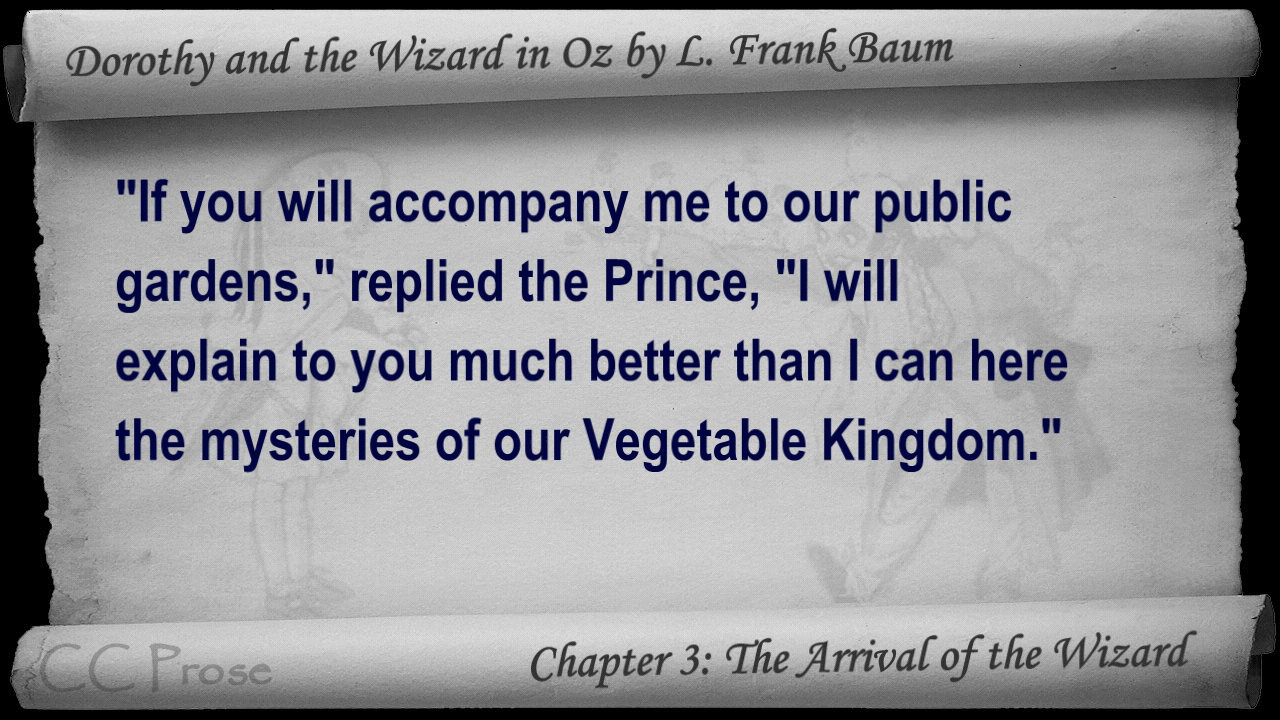 Dorothy and the Wizard in Oz by L. Frank Baum
"If you will accompany me to our public
gardens," replied the Prince, "I will
explain to you much better than I can here
the mysteries of our Vegetable Kingdom."
CC Prose
Chapter 3: The Arrival of the Wizard